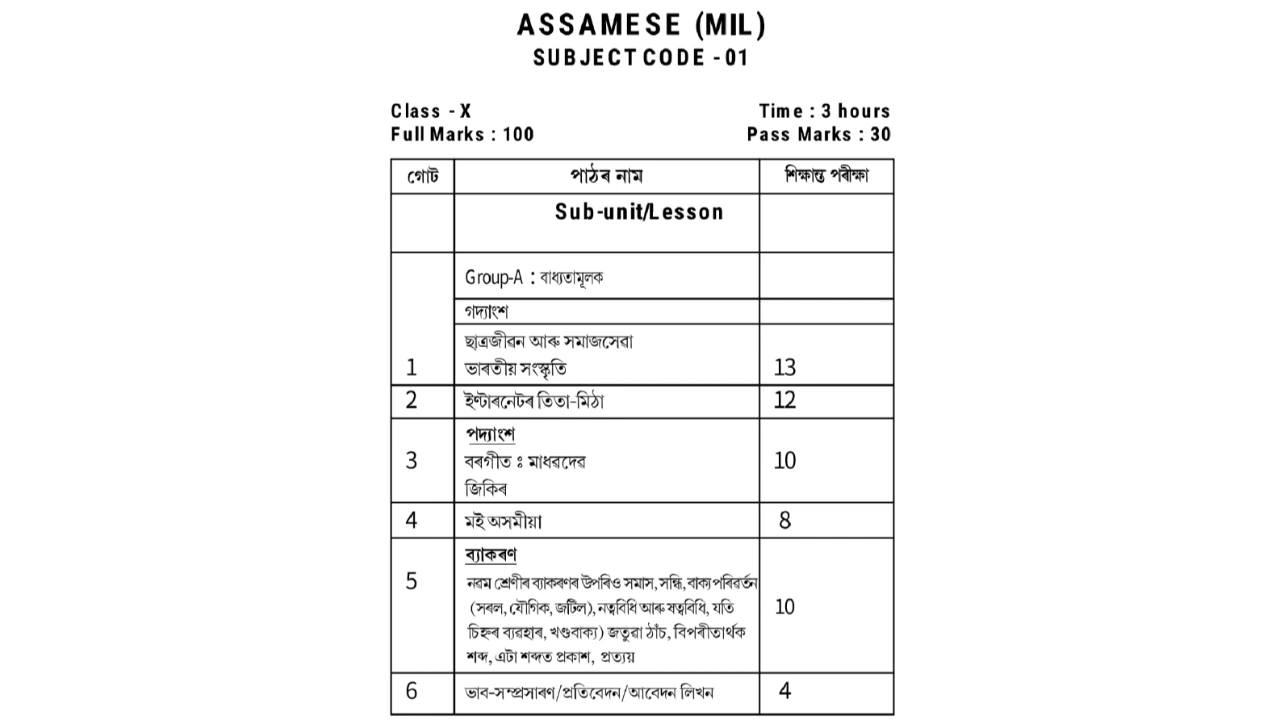 ASSAMESE (MIL)
SUBJECT CODE - 01
Class - X Time : 3 hours
Full Marks : 100 Pass Marks : 30
গোট পাঠৰ নাম শিক্ষান্ত পৰীক্ষা
Sub-unit/Lesson
Group-A : বাধ্যতামূলক
গদ্যাংশ
ছাত্ৰজীৱন আৰু সমাজসেৱা
1 ভাৰতীয় সংস্কৃতি 13
2 ইণ্টাৰনেটৰ তিতা-মিঠা 12
পদ্যাংশ
3 বৰগীত ঃ মাধৱদেৱ 10
জিকিৰ
4 মই অসমীয়া 8
ব্যাকৰণ
5 নৱম শ্ৰেণীৰ ব্যাকৰণৰ উপৰিও সমাস, সন্ধি, বাক্য পৰিৱৰ্তন
(সৰল, যৌগিক, জটিল), নত্ববিধি আৰু ষত্ববিধি, যতি 10
চিহ্নৰ ব্যৱহাৰ, খণ্ডবাক্য) জতুৱা ঠাঁচ, বিপৰীতাৰ্থক
শব্দ, এটা শব্দত প্ৰকাশ, প্ৰত্যয়
6 ভাব-সম্প্ৰসাৰণ/প্ৰতিবেদন/আবেদন লিখন 4